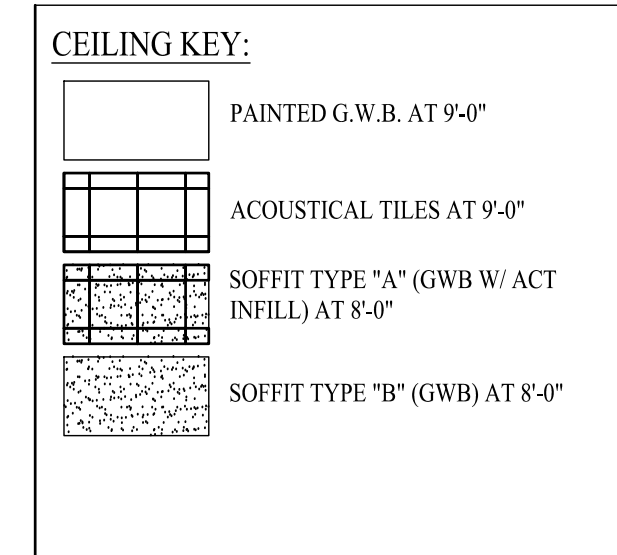 CEILING KEY:
PAINTED G.W.B. AT 9'-0"
ACOUSTICAL TILES AT 9'-0"
SOFFIT TYPE "A" (GWB W/ ACT
INFILL) AT 8'-0"
SOFFIT TYPE "B" (GWB) AT 8'-0"